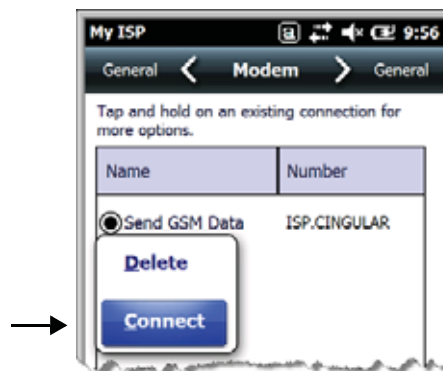 My ISP a 9:56
General Modem General
Tap and hold on an existing connection for
more options.
Name Number
Send GSM Data ISP.CINGULAR
Delete
Connect